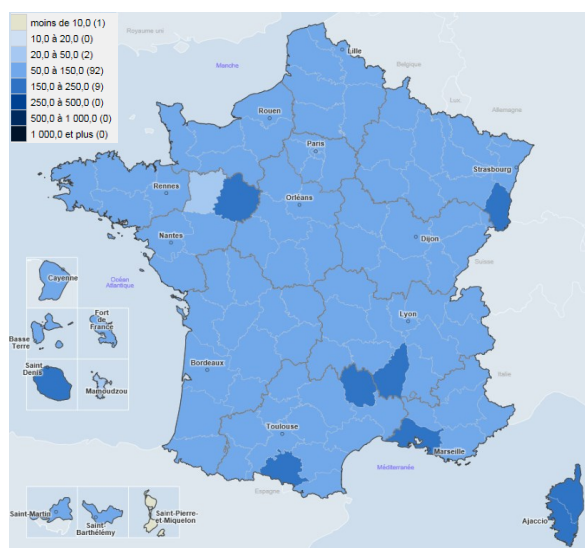 moins de 10,0 (1)
10,0 à 20,0 (0)
20,0 à 50,0 (2)
50,0 à 150,0 (92)
150,0 à 250,0 (9)
250,0 à 500,0 (0)
500,0 à 1 000,0 (0)
1 000,0 et plus (0)
Royaume uni
Lille
Manche
Belgique
Lux.
Allemagne
Rouen
Paris
Strasbourg
Rennes
Orléans
Nantes
Dijon
Suisse
Cayenne
Océan
Atlantique
Fort
de
France
Basse
Terre
Lyon
Saint
Denis
Mamoudzou
Bordeaux
Italie
Toulouse
Marseille
Méditerranée
Espagne
Saint-Martin
Saint-
Barthélémy
Saint-Pierre-
et-Miquelon
Ajaccio